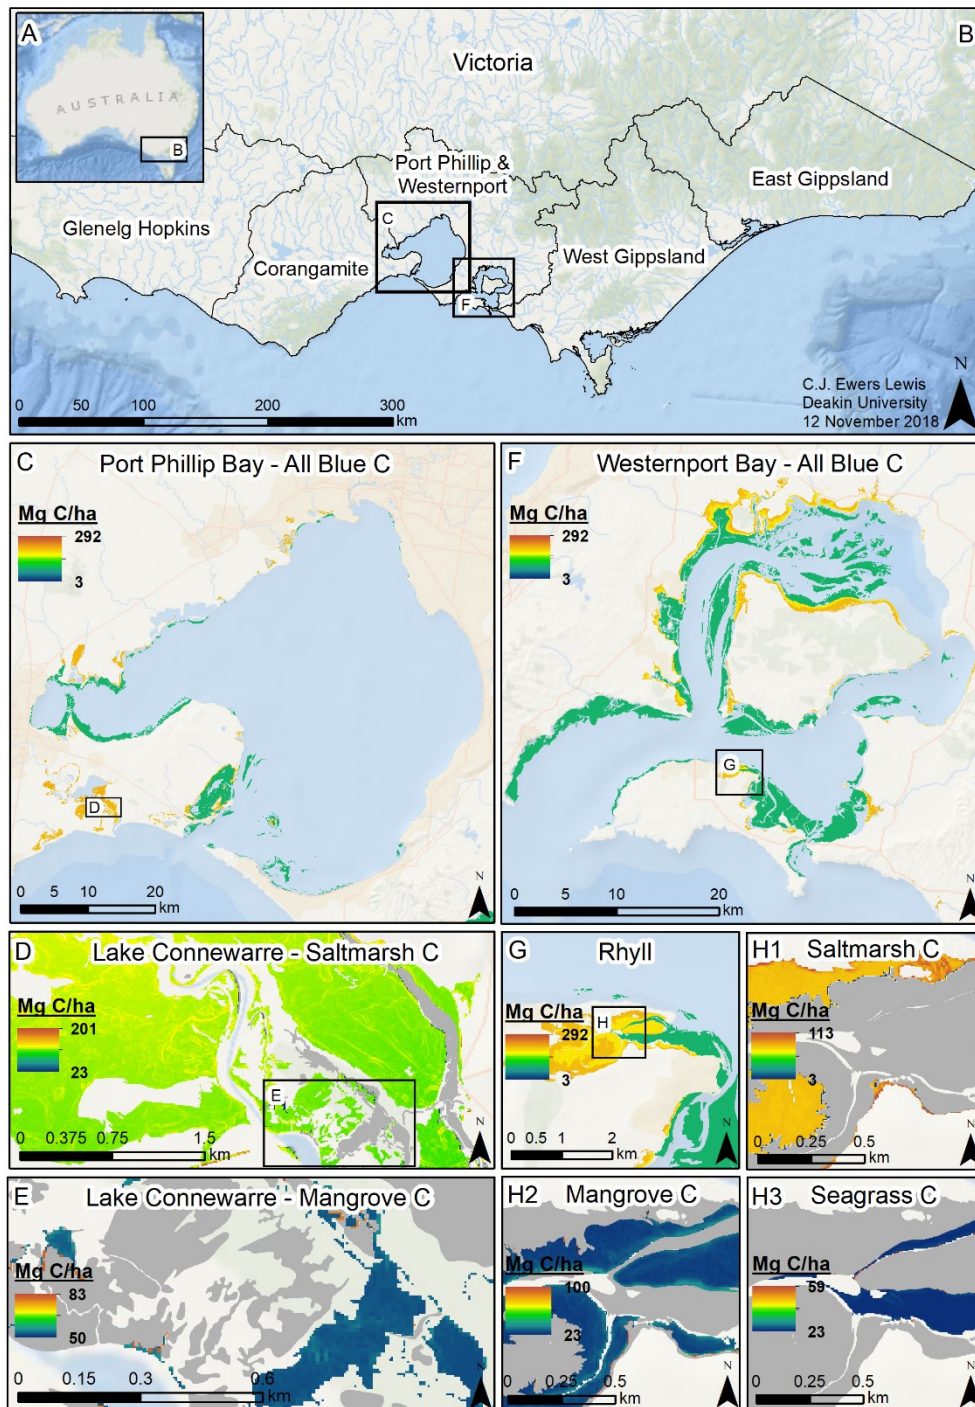 A
AUSTRALIA
B
B
Victoria
Port Phillip &
Westernport
East Gippsland
Glenelg Hopkins
C
Corangamite
West Gippsland
F
N
C.J. Ewers Lewis
Deakin University
12 November 2018
0 100 200 300
km
C Port Phillip Bay - All Blue C
Mg C/ha
292
3
D
N
0 10 20
km
F Westernport Bay - All Blue C
Mg C/ha
292
3
G
N
0 5 10 20
km
D Lake Connewarre - Saltmarsh C
Mg C/ha
201
23
E
N
0 0.375 0.75 1.5
km
G Rhyll
Mg C/ha
292
3
H
N
0 0.5 1 2
km
H1 Saltmarsh C
Mg C/ha
113
3
N
0 0.25 0.5
km
E Lake Connewarre - Mangrove C
Mg C/ha
83
50
N
0 0.15 0.3 0.6
km
H2 Mangrove C
Mg C/ha
100
23
N
0 0.25 0.5
km
H3 Seagrass C
Mg C/ha
59
23
N
0 0.25 0.5
km